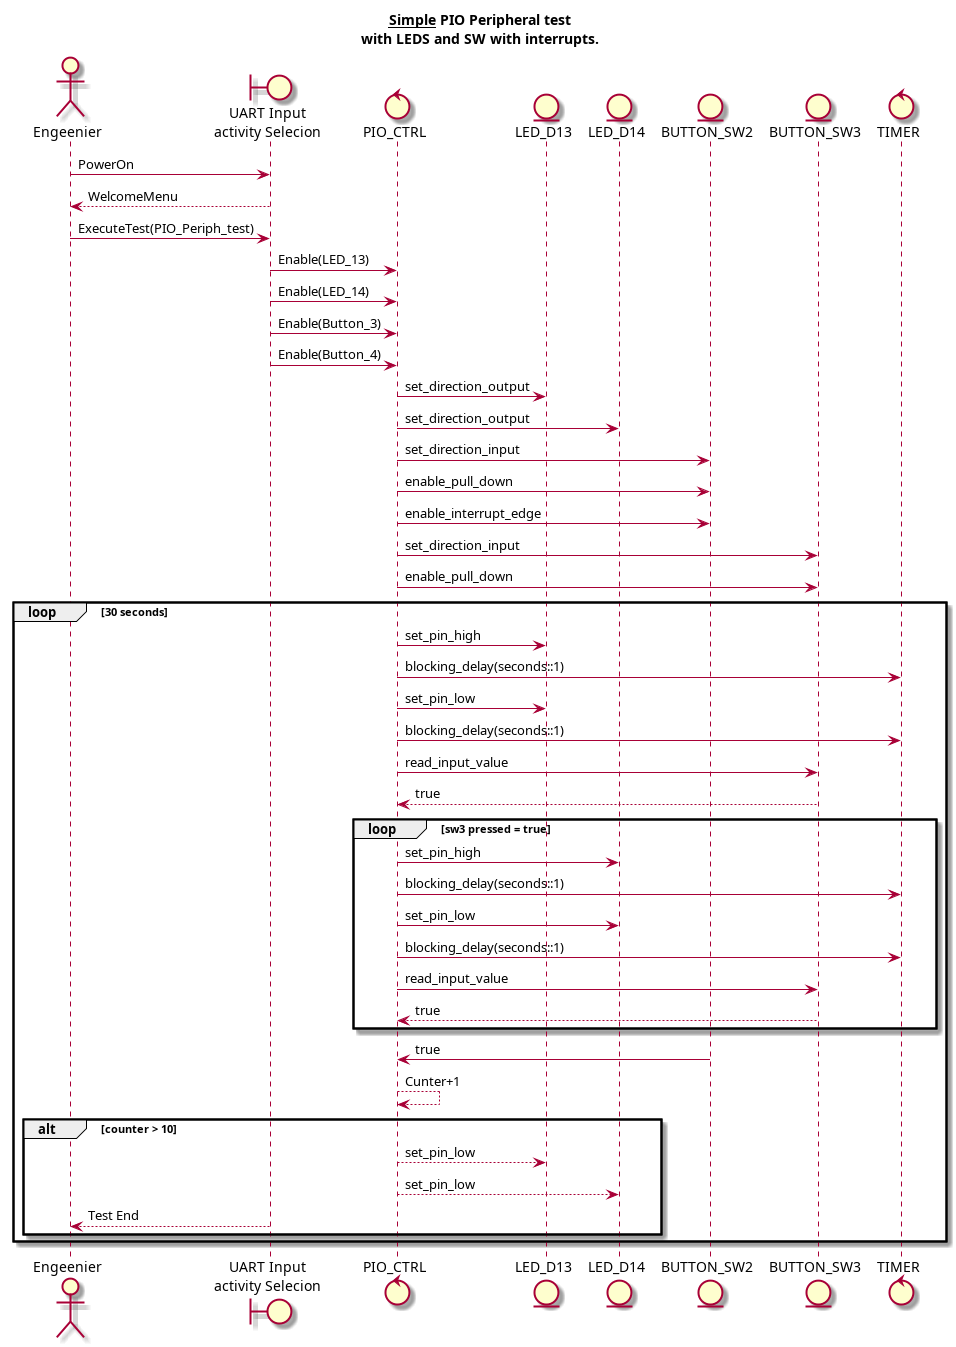 Simple PIO Peripheral test
with LEDS and SW with interrupts.
Engeenier
UART Input
activity Selecion
PIO_CTRL
LED_D13
LED_D14
BUTTON_SW2
BUTTON_SW3
TIMER
PowerOn
WelcomeMenu
ExecuteTest(PIO_Periph_test)
Enable(LED_13)
Enable(LED_14)
Enable(Button_3)
Enable(Button_4)
set_direction_output
set_direction_output
set_direction_input
enable_pull_down
enable_interrupt_edge
set_direction_input
enable_pull_down
loop [30 seconds]
set_pin_high
blocking_delay(seconds::1)
set_pin_low
blocking_delay(seconds::1)
read_input_value
true
loop [sw3 pressed = true]
set_pin_high
blocking_delay(seconds::1)
set_pin_low
blocking_delay(seconds::1)
read_input_value
true
true
Cunter+1
alt [counter > 10]
set_pin_low
set_pin_low
Test End
Engeenier
UART Input
activity Selecion
PIO_CTRL
LED_D13
LED_D14
BUTTON_SW2
BUTTON_SW3
TIMER